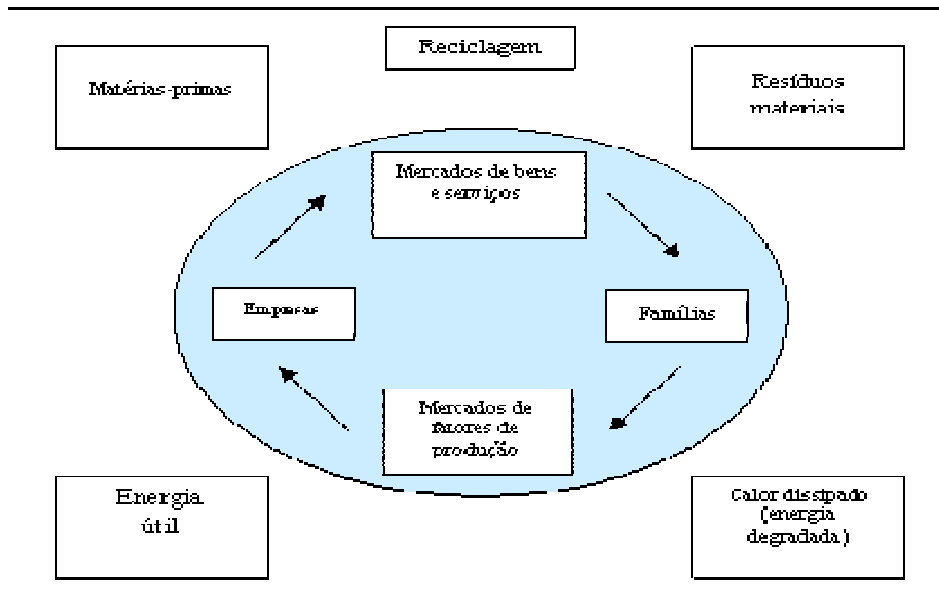 Reciclagem
Matérias-primas
Resíduos
materiais
Mercados de bens
e serviços
Empresas
Famílias
Mercados de
fatores de
produção
Energia
útil
Calor dissipado
(energia
degradada)